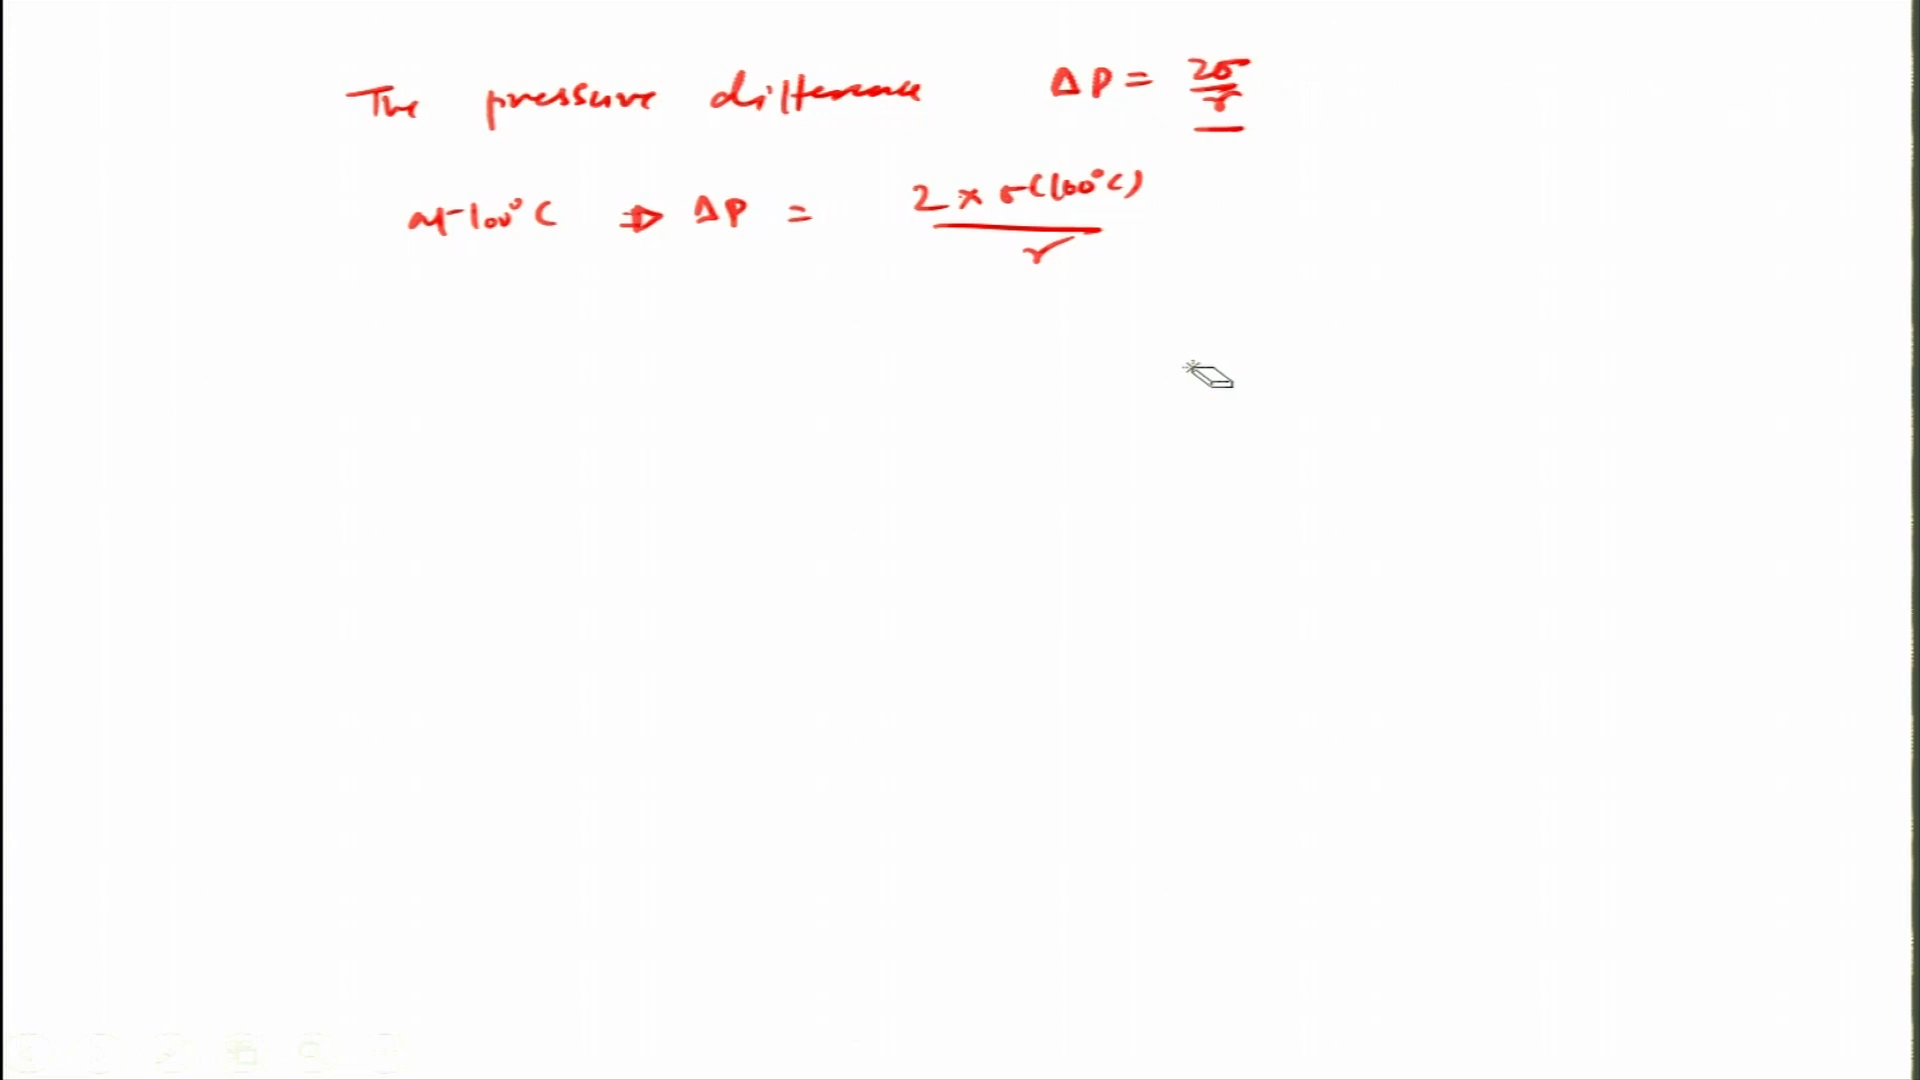 The pressure difference ΔP = 2σ/r
at 100°C ⇒ ΔP = 2 × σ(100°C)/r